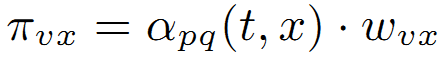 π_{vx} = α_{pq}(t, x) · w_{vx}